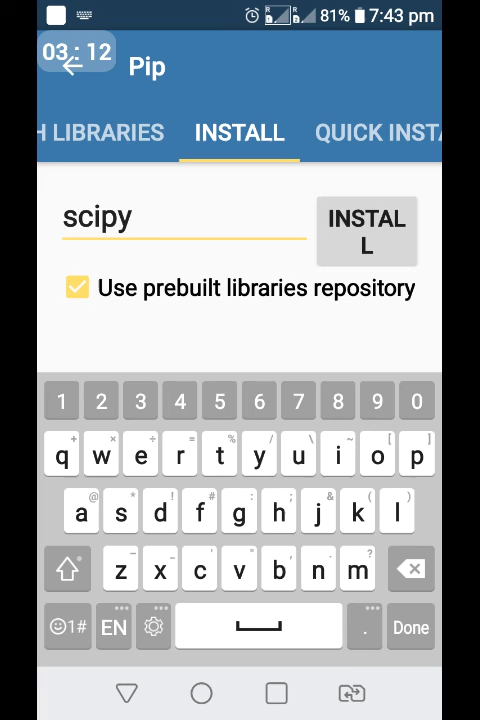 81% 7:43 pm
03 : 12
Pip
H LIBRARIES INSTALL QUICK INSTA
scipy
INSTAL
L
Use prebuilt libraries repository
1 2 3 4 5 6 7 8 9 0
q w e r t y u i o p
a s d f g h j k l
z x c v b n m
1# EN . Done